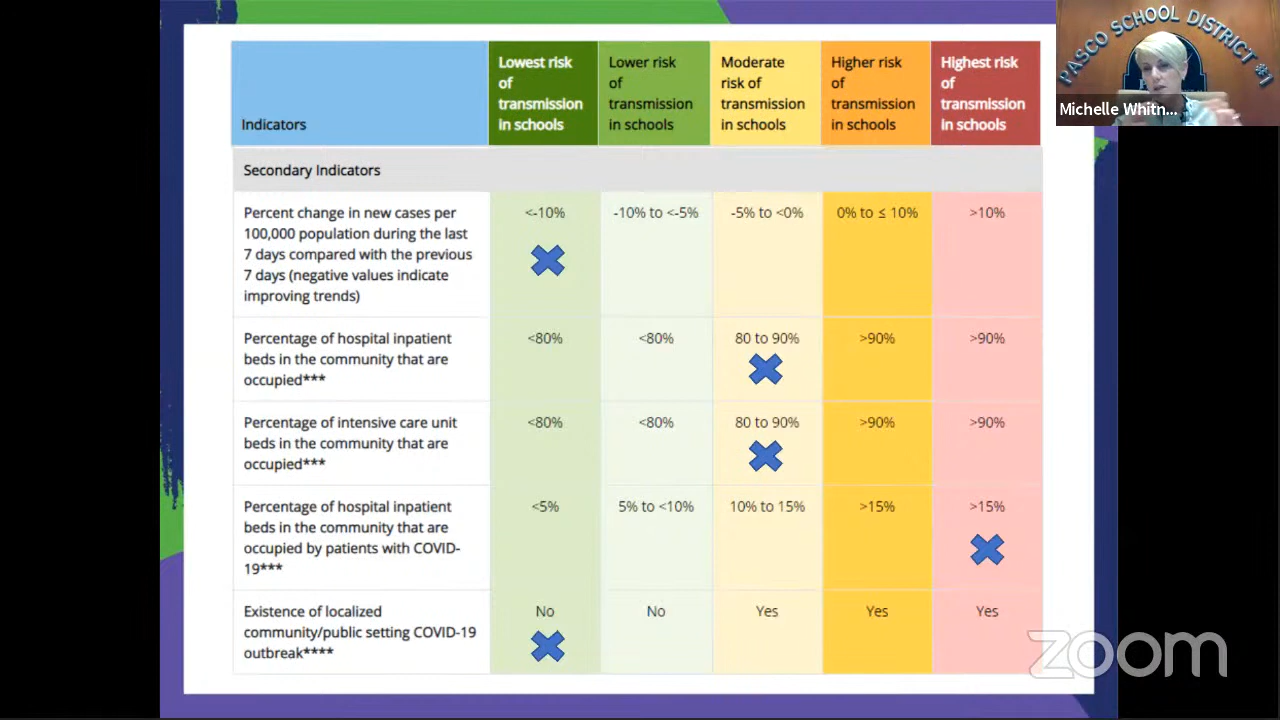 Indicators
Lowest risk
of
transmission
in schools
Lower risk
of
transmission
in schools
Moderate
risk of
transmission
in schools
Higher risk
of
transmission
in schools
Highest risk
of
transmission
in schools
PASCO SCHOOL DISTRICT #1
Michelle Whitn...
Secondary Indicators
Percent change in new cases per
100,000 population during the last
7 days compared with the previous
7 days (negative values indicate
improving trends)
<-10%
-10% to <-5%
-5% to <0%
0% to ≤ 10%
>10%
Percentage of hospital inpatient
beds in the community that are
occupied***
<80%
<80%
80 to 90%
>90%
>90%
Percentage of intensive care unit
beds in the community that are
occupied***
<80%
<80%
80 to 90%
>90%
>90%
Percentage of hospital inpatient
beds in the community that are
occupied by patients with COVID-
19***
<5%
5% to <10%
10% to 15%
>15%
>15%
Existence of localized
community/public setting COVID-19
outbreak****
No
No
Yes
Yes
Yes
zoom